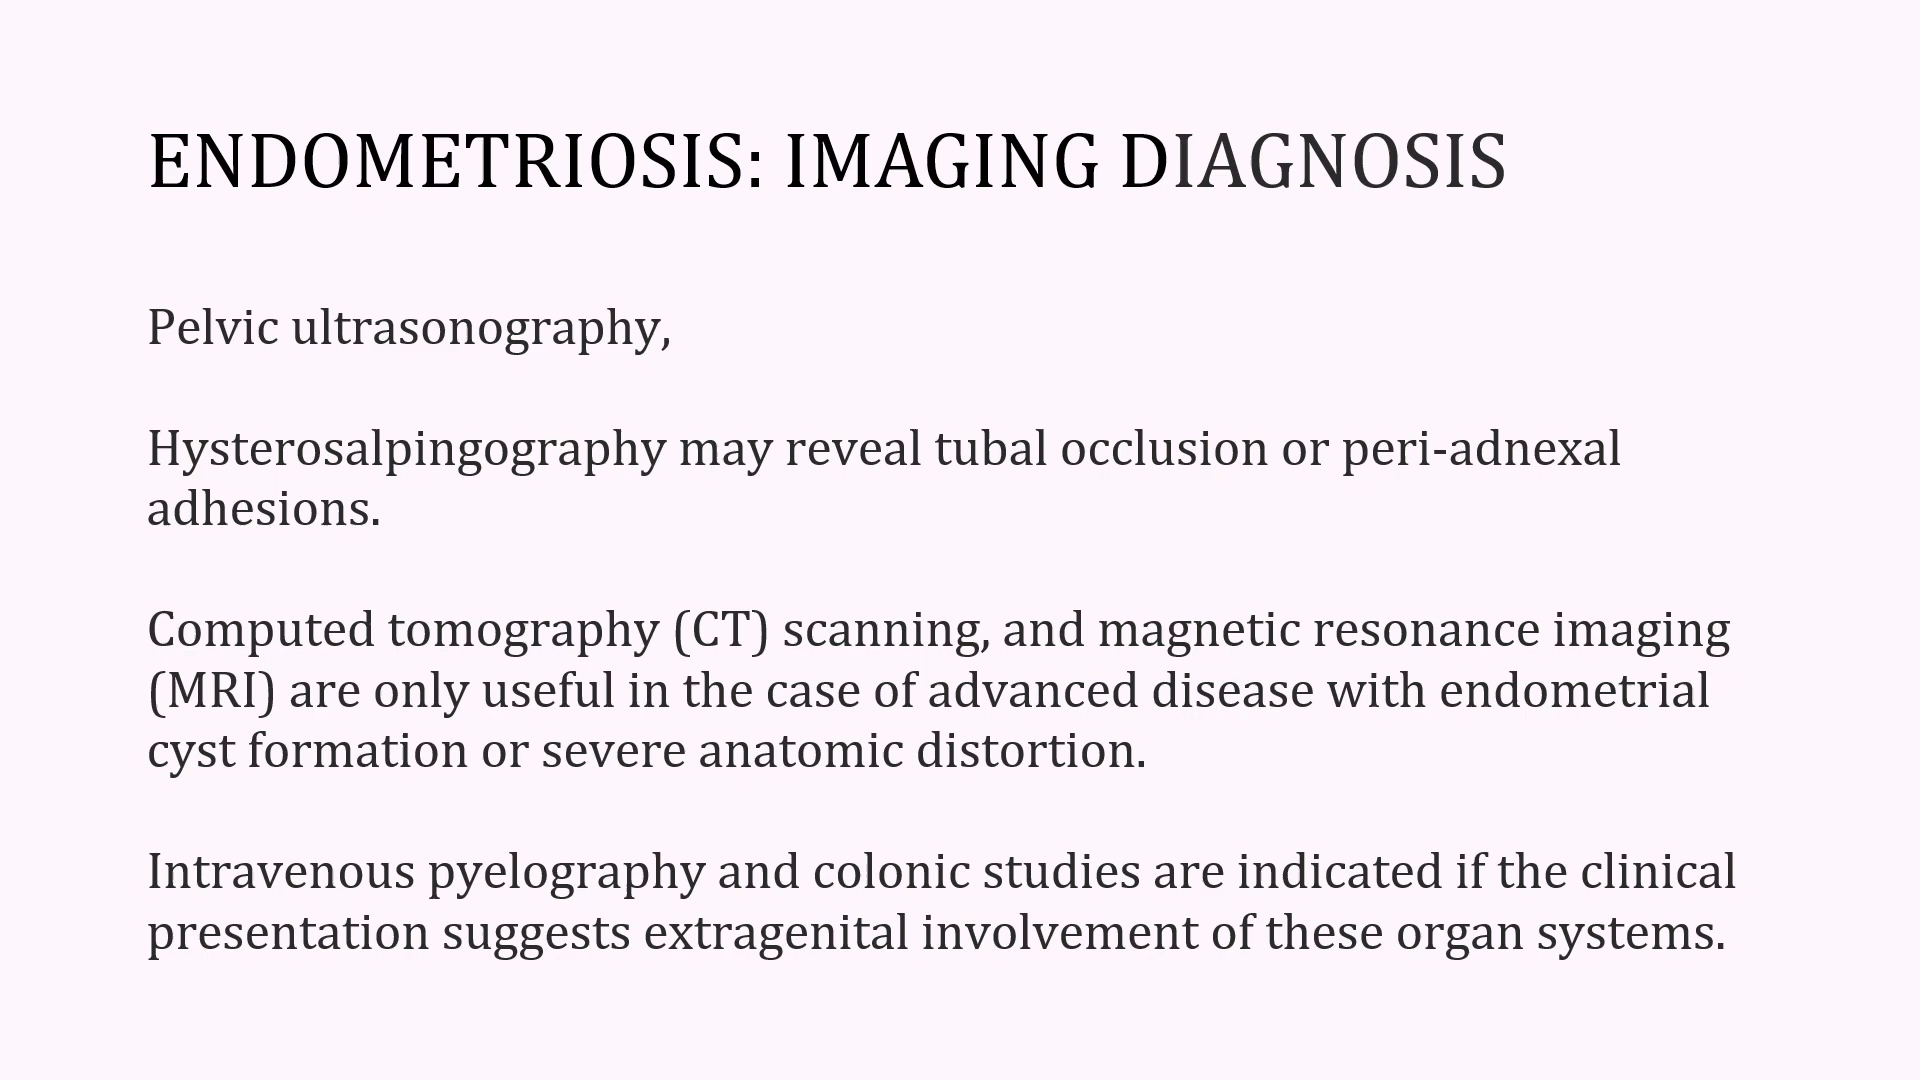 ENDOMETRIOSIS: IMAGING DIAGNOSIS
Pelvic ultrasonography,
Hysterosalpingography may reveal tubal occlusion or peri-adnexal
adhesions.
Computed tomography (CT) scanning, and magnetic resonance imaging
(MRI) are only useful in the case of advanced disease with endometrial
cyst formation or severe anatomic distortion.
Intravenous pyelography and colonic studies are indicated if the clinical
presentation suggests extragenital involvement of these organ systems.